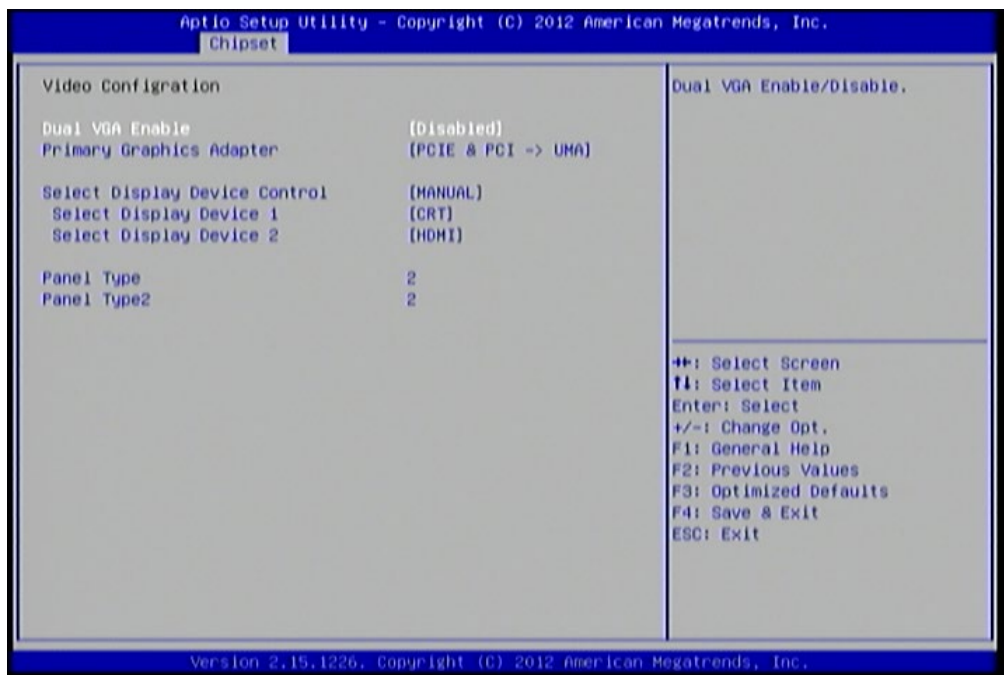 Aptio Setup Utility - Copyright (C) 2012 American Megatrends, Inc.
Chipset
Video Configration
Dual VGA Enable [Disabled]
Primary Graphics Adapter [PCIE & PCI -> UMA]
Select Display Device Control [MANUAL]
Select Display Device 1 [CRT]
Select Display Device 2 [HDMI]
Panel Type 2
Panel Type2 2
Dual VGA Enable/Disable.
→←: Select Screen
↑↓: Select Item
Enter: Select
+/-: Change Opt.
F1: General Help
F2: Previous Values
F3: Optimized Defaults
F4: Save & Exit
ESC: Exit
Version 2.15.1226. Copyright (C) 2012 American Megatrends, Inc.